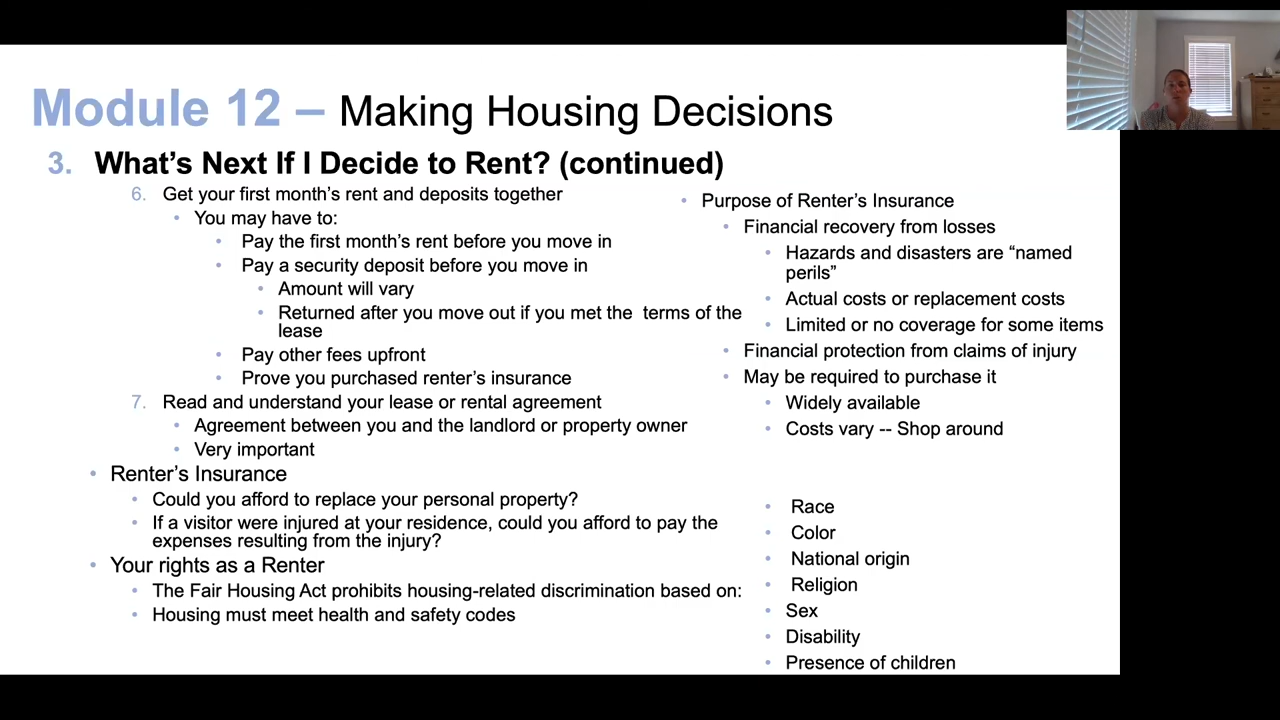 Module 12 – Making Housing Decisions
3. What's Next If I Decide to Rent? (continued)
6. Get your first month's rent and deposits together
• You may have to:
• Pay the first month's rent before you move in
• Pay a security deposit before you move in
• Amount will vary
• Returned after you move out if you met the terms of the
lease
• Pay other fees upfront
• Prove you purchased renter's insurance
7. Read and understand your lease or rental agreement
• Agreement between you and the landlord or property owner
• Very important
• Renter's Insurance
• Could you afford to replace your personal property?
• If a visitor were injured at your residence, could you afford to pay the
expenses resulting from the injury?
• Your rights as a Renter
• The Fair Housing Act prohibits housing-related discrimination based on:
• Housing must meet health and safety codes
• Purpose of Renter's Insurance
• Financial recovery from losses
• Hazards and disasters are “named
perils”
• Actual costs or replacement costs
• Limited or no coverage for some items
• Financial protection from claims of injury
• May be required to purchase it
• Widely available
• Costs vary -- Shop around
• Race
• Color
• National origin
• Religion
• Sex
• Disability
• Presence of children